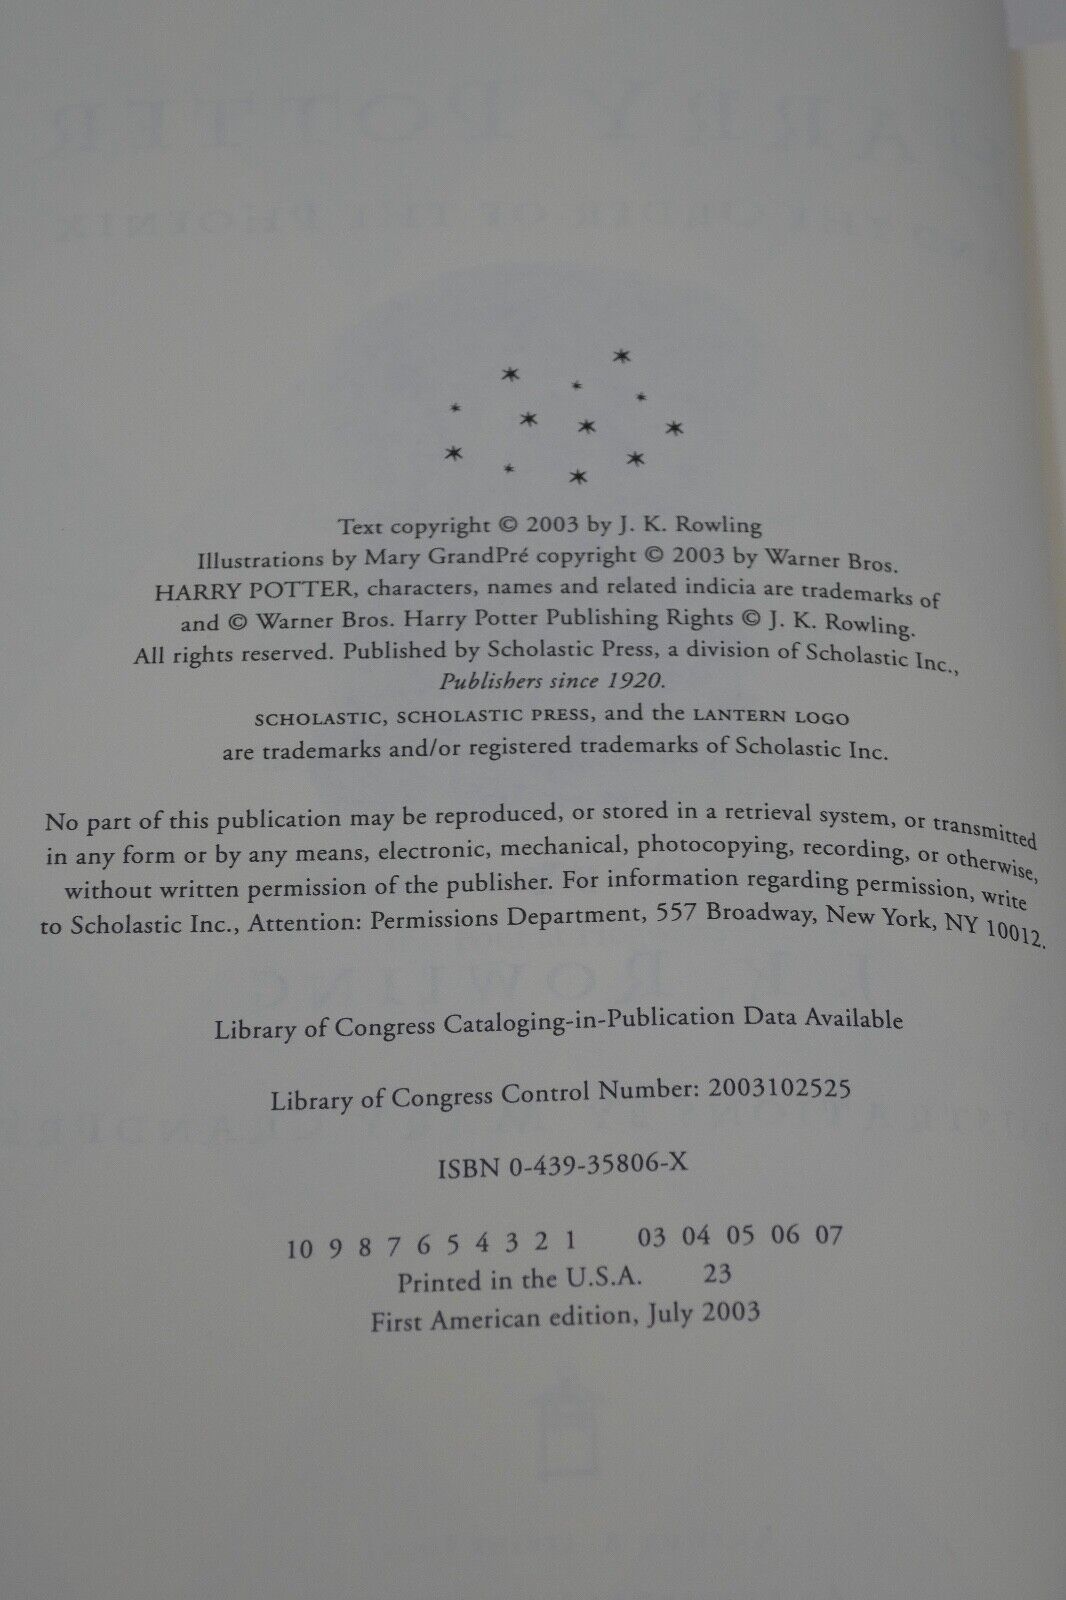 Text copyright © 2003 by J. K. Rowling
Illustrations by Mary GrandPré copyright © 2003 by Warner Bros.
HARRY POTTER, characters, names and related indicia are trademarks of
and © Warner Bros. Harry Potter Publishing Rights © J. K. Rowling.
All rights reserved. Published by Scholastic Press, a division of Scholastic Inc.,
Publishers since 1920.
SCHOLASTIC, SCHOLASTIC PRESS, and the LANTERN LOGO
are trademarks and/or registered trademarks of Scholastic Inc.
No part of this publication may be reproduced, or stored in a retrieval system, or transmitted
in any form or by any means, electronic, mechanical, photocopying, recording, or otherwise,
without written permission of the publisher. For information regarding permission, write
to Scholastic Inc., Attention: Permissions Department, 557 Broadway, New York, NY 10012.
Library of Congress Cataloging-in-Publication Data Available
Library of Congress Control Number: 2003102525
ISBN 0-439-35806-X
10 9 8 7 6 5 4 3 2 1 03 04 05 06 07
Printed in the U.S.A. 23
First American edition, July 2003